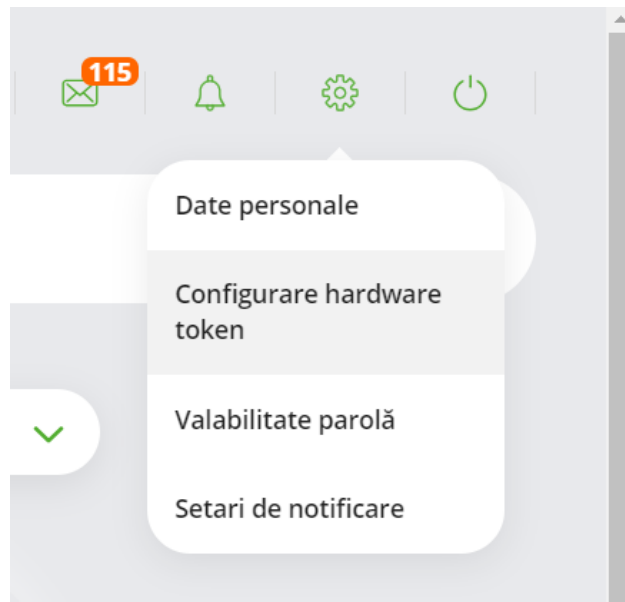 115
Date personale
Configurare hardware
token
Valabilitate parolă
Setari de notificare